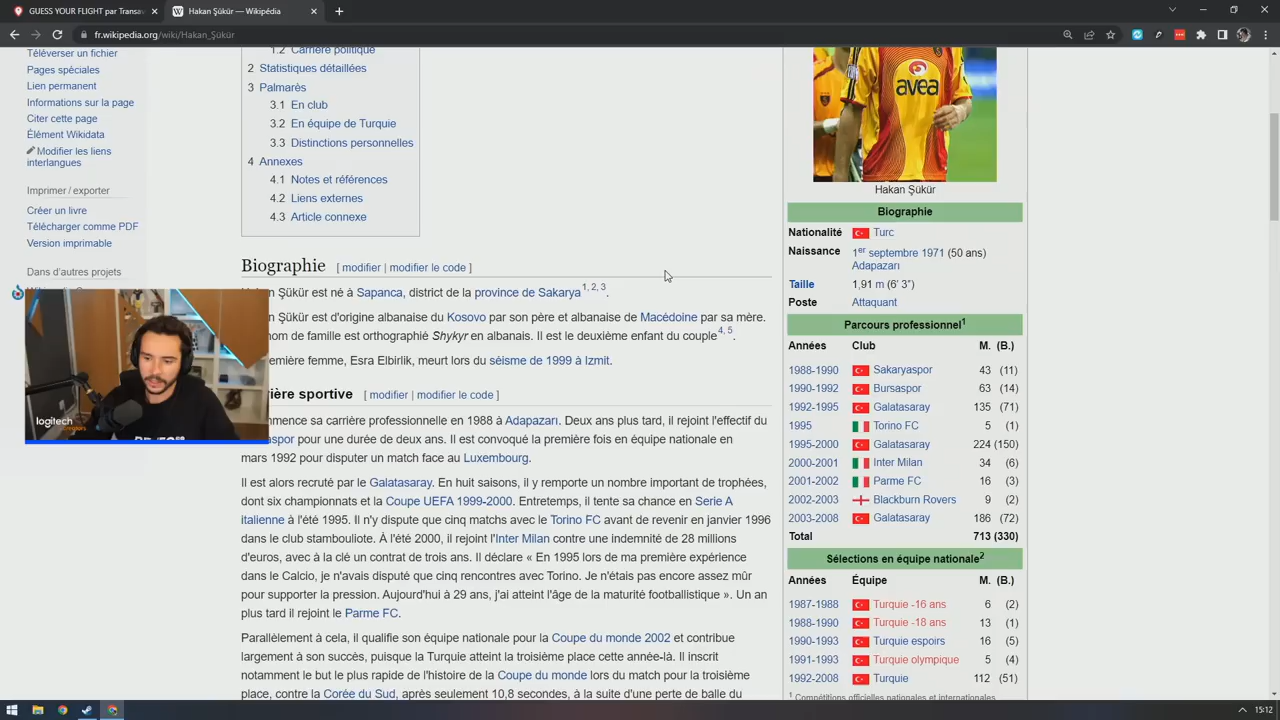 GUESS YOUR FLIGHT par Transavia
Hakan Şükür — Wikipédia
fr.wikipedia.org/wiki/Hakan_Şükür
Téléverser un fichier
Pages spéciales
Lien permanent
Informations sur la page
Citer cette page
Élément Wikidata
Modifier les liens
interlangues
Imprimer / exporter
Créer un livre
Télécharger comme PDF
Version imprimable
Dans d'autres projets
logitech
1.2 Carrière politique
2 Statistiques détaillées
3 Palmarès
3.1 En club
3.2 En équipe de Turquie
3.3 Distinctions personnelles
4 Annexes
4.1 Notes et références
4.2 Liens externes
4.3 Article connexe
Biographie [ modifier | modifier le code ]
n Şükür est né à Sapanca, district de la province de Sakarya1, 2, 3.
n Şükür est d'origine albanaise du Kosovo par son père et albanaise de Macédoine par sa mère.
nom de famille est orthographié Shykyr en albanais. Il est le deuxième enfant du couple4, 5.
emière femme, Esra Elbirlik, meurt lors du séisme de 1999 à Izmit.
ière sportive [ modifier | modifier le code ]
mmence sa carrière professionnelle en 1988 à Adapazarı. Deux ans plus tard, il rejoint l'effectif du
aspor pour une durée de deux ans. Il est convoqué la première fois en équipe nationale en
mars 1992 pour disputer un match face au Luxembourg.
Il est alors recruté par le Galatasaray. En huit saisons, il y remporte un nombre important de trophées,
dont six championnats et la Coupe UEFA 1999-2000. Entretemps, il tente sa chance en Serie A
italienne à l'été 1995. Il n'y dispute que cinq matchs avec le Torino FC avant de revenir en janvier 1996
dans le club stambouliote. À l'été 2000, il rejoint l'Inter Milan contre une indemnité de 28 millions
d'euros, avec à la clé un contrat de trois ans. Il déclare « En 1995 lors de ma première expérience
dans le Calcio, je n'avais disputé que cinq rencontres avec Torino. Je n'étais pas encore assez mûr
pour supporter la pression. Aujourd'hui à 29 ans, j'ai atteint l'âge de la maturité footballistique ». Un an
plus tard il rejoint le Parme FC.
Parallèlement à cela, il qualifie son équipe nationale pour la Coupe du monde 2002 et contribue
largement à son succès, puisque la Turquie atteint la troisième place cette année-là. Il inscrit
notamment le but le plus rapide de l'histoire de la Coupe du monde lors du match pour la troisième
place, contre la Corée du Sud, après seulement 10,8 secondes, à la suite d'une perte de balle du
avea
Hakan Şükür
Biographie
Nationalité Turc
Naissance 1er septembre 1971 (50 ans)
Adapazarı
Taille 1,91 m (6′ 3″)
Poste Attaquant
Parcours professionnel1
Années Club M. (B.)
1988-1990 Sakaryaspor 43 (11)
1990-1992 Bursaspor 63 (14)
1992-1995 Galatasaray 135 (71)
1995 Torino FC 5 (1)
1995-2000 Galatasaray 224 (150)
2000-2001 Inter Milan 34 (6)
2001-2002 Parme FC 16 (3)
2002-2003 Blackburn Rovers 9 (2)
2003-2008 Galatasaray 186 (72)
Total 713 (330)
Sélections en équipe nationale2
Années Équipe M. (B.)
1987-1988 Turquie -16 ans 6 (2)
1988-1990 Turquie -18 ans 13 (1)
1990-1993 Turquie espoirs 16 (5)
1991-1993 Turquie olympique 5 (4)
1992-2008 Turquie 112 (51)
1 Compétitions officielles nationales et internationales
15:12